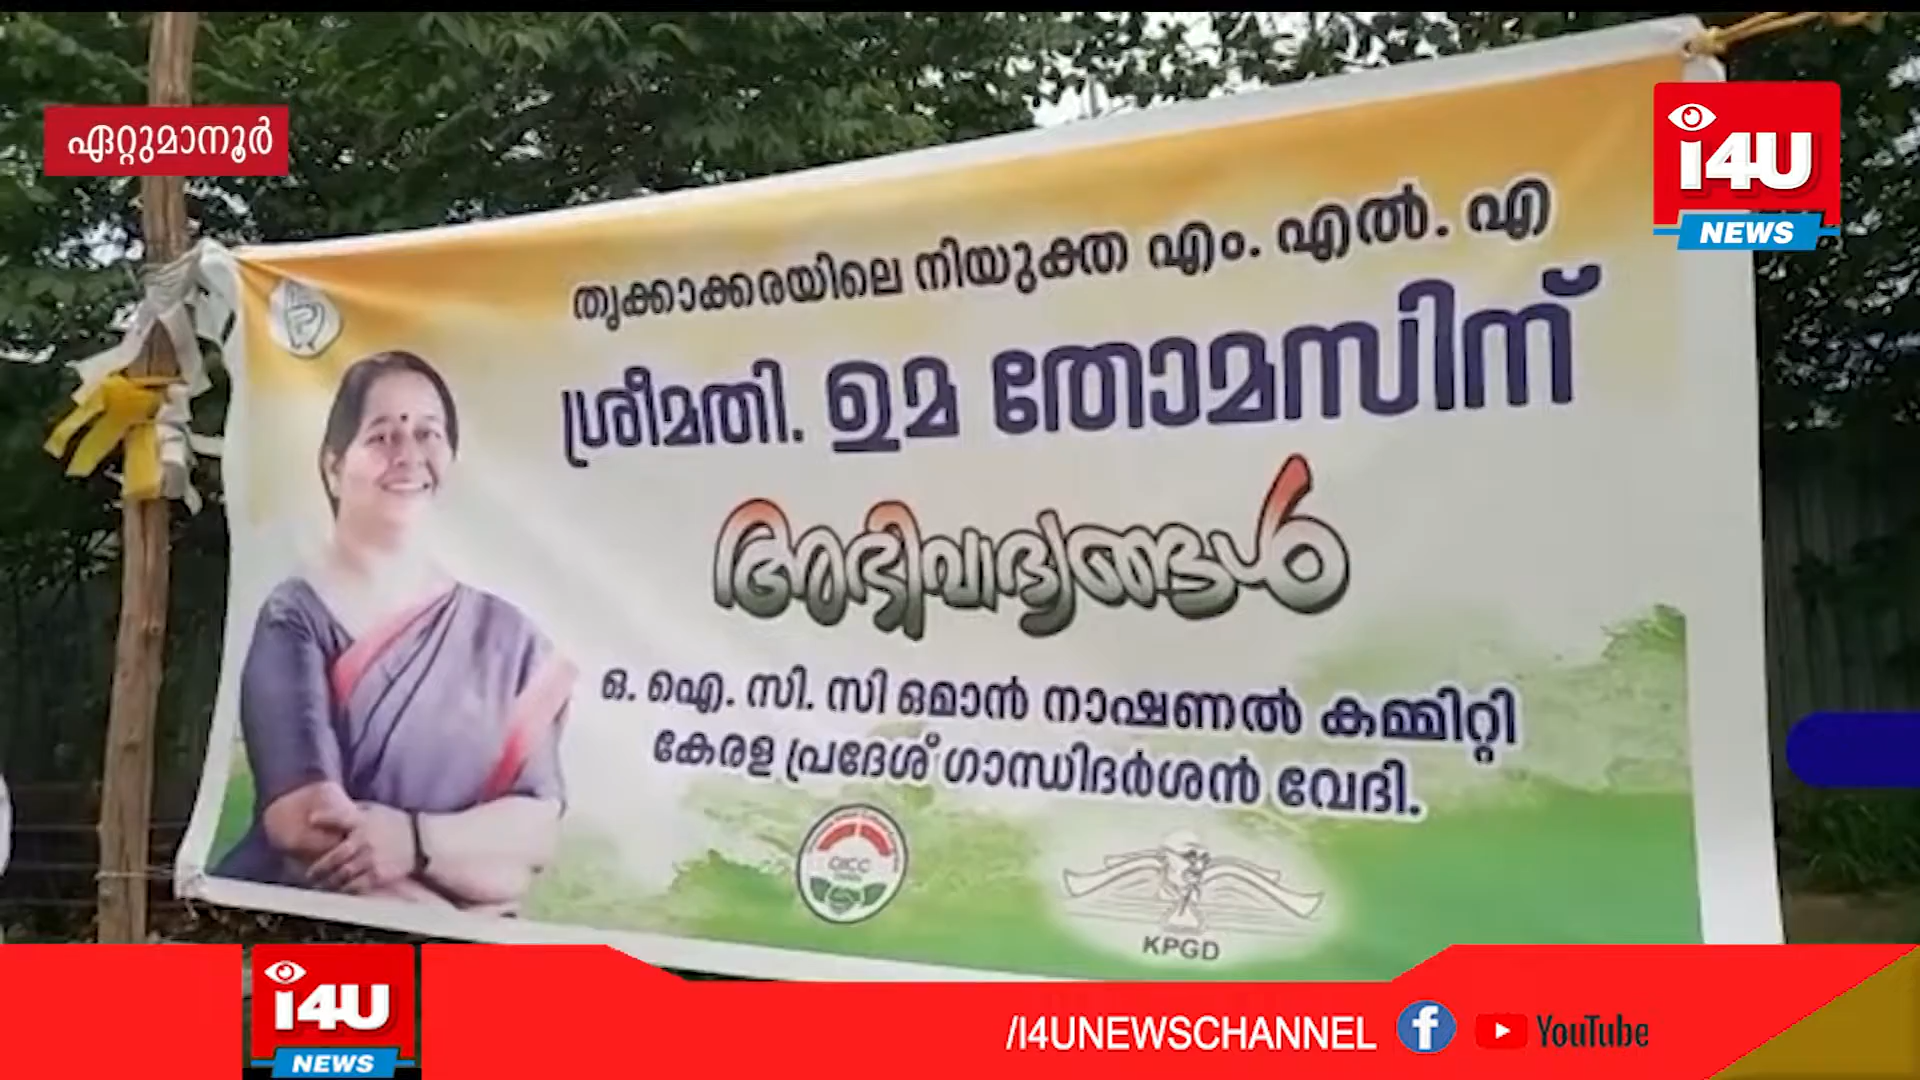 ഏറ്റുമാനൂർ
i4U
NEWS
തൃക്കാക്കരയിലെ നിയുക്ത എം. എൽ. എ
ശ്രീമതി. ഉമ തോമസിന്
അഭിവാദ്യങ്ങൾ
ഒ. ഐ. സി. സി ഒമാൻ നാഷണൽ കമ്മിറ്റി
കേരള പ്രദേശ് ഗാന്ധിദർശൻ വേദി.
OICC
KPGD
i4U
NEWS
/I4UNEWSCHANNEL
YouTube